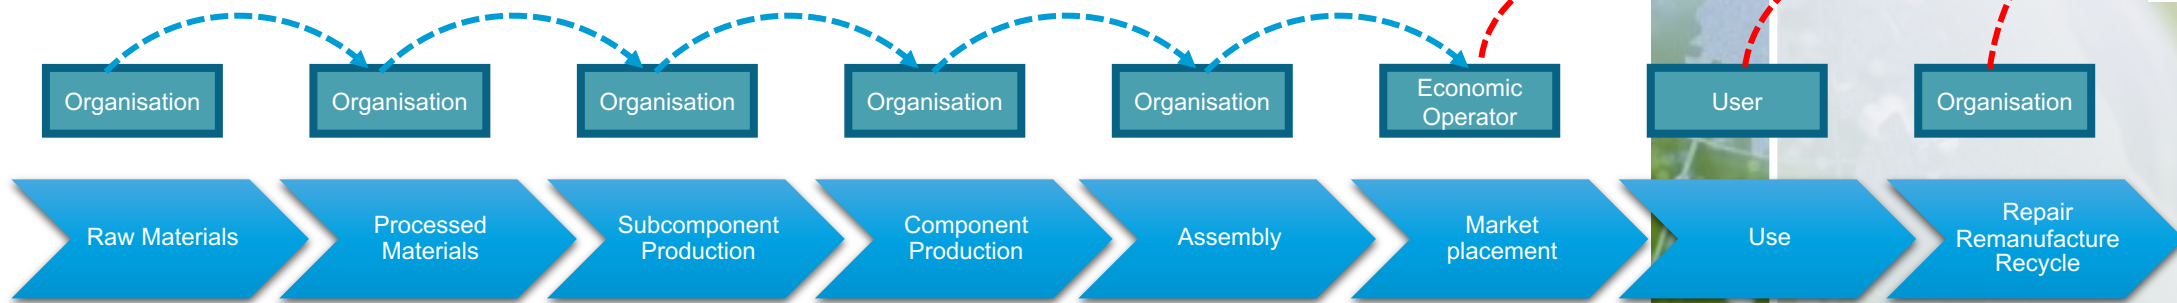 Organisation
Organisation
Organisation
Organisation
Organisation
Economic
Operator
User
Organisation
Raw Materials
Processed
Materials
Subcomponent
Production
Component
Production
Assembly
Market
placement
Use
Repair
Remanufacture
Recycle